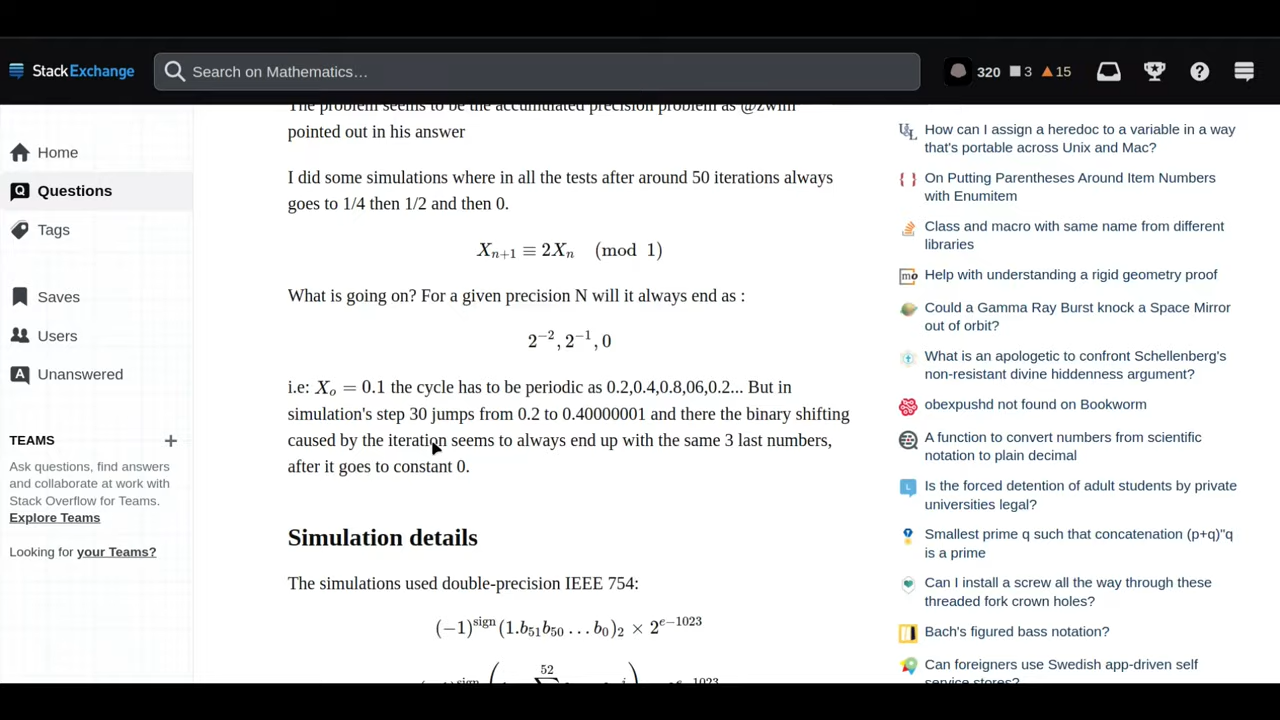 StackExchange
Search on Mathematics…
320 3 15
Home
Questions
Tags
Saves
Users
Unanswered
TEAMS
Ask questions, find answers
and collaborate at work with
Stack Overflow for Teams.
Explore Teams
Looking for your Teams?
The problem seems to be the accumulated precision problem as @zwim
pointed out in his answer
I did some simulations where in all the tests after around 50 iterations always
goes to 1/4 then 1/2 and then 0.
X_{n+1} ≡ 2X_n (mod 1)
What is going on? For a given precision N will it always end as :
2^{−2}, 2^{−1}, 0
i.e: X_o = 0.1 the cycle has to be periodic as 0.2,0.4,0.8,06,0.2... But in
simulation's step 30 jumps from 0.2 to 0.40000001 and there the binary shifting
caused by the iteration seems to always end up with the same 3 last numbers,
after it goes to constant 0.
Simulation details
The simulations used double-precision IEEE 754:
(−1)^{sign}(1.b_{51}b_{50} … b_0)_2 × 2^{e−1023}
How can I assign a heredoc to a variable in a way
that's portable across Unix and Mac?
On Putting Parentheses Around Item Numbers
with Enumitem
Class and macro with same name from different
libraries
Help with understanding a rigid geometry proof
Could a Gamma Ray Burst knock a Space Mirror
out of orbit?
What is an apologetic to confront Schellenberg's
non-resistant divine hiddenness argument?
obexpushd not found on Bookworm
A function to convert numbers from scientific
notation to plain decimal
Is the forced detention of adult students by private
universities legal?
Smallest prime q such that concatenation (p+q)"q
is a prime
Can I install a screw all the way through these
threaded fork crown holes?
Bach's figured bass notation?
Can foreigners use Swedish app-driven self
service stores?